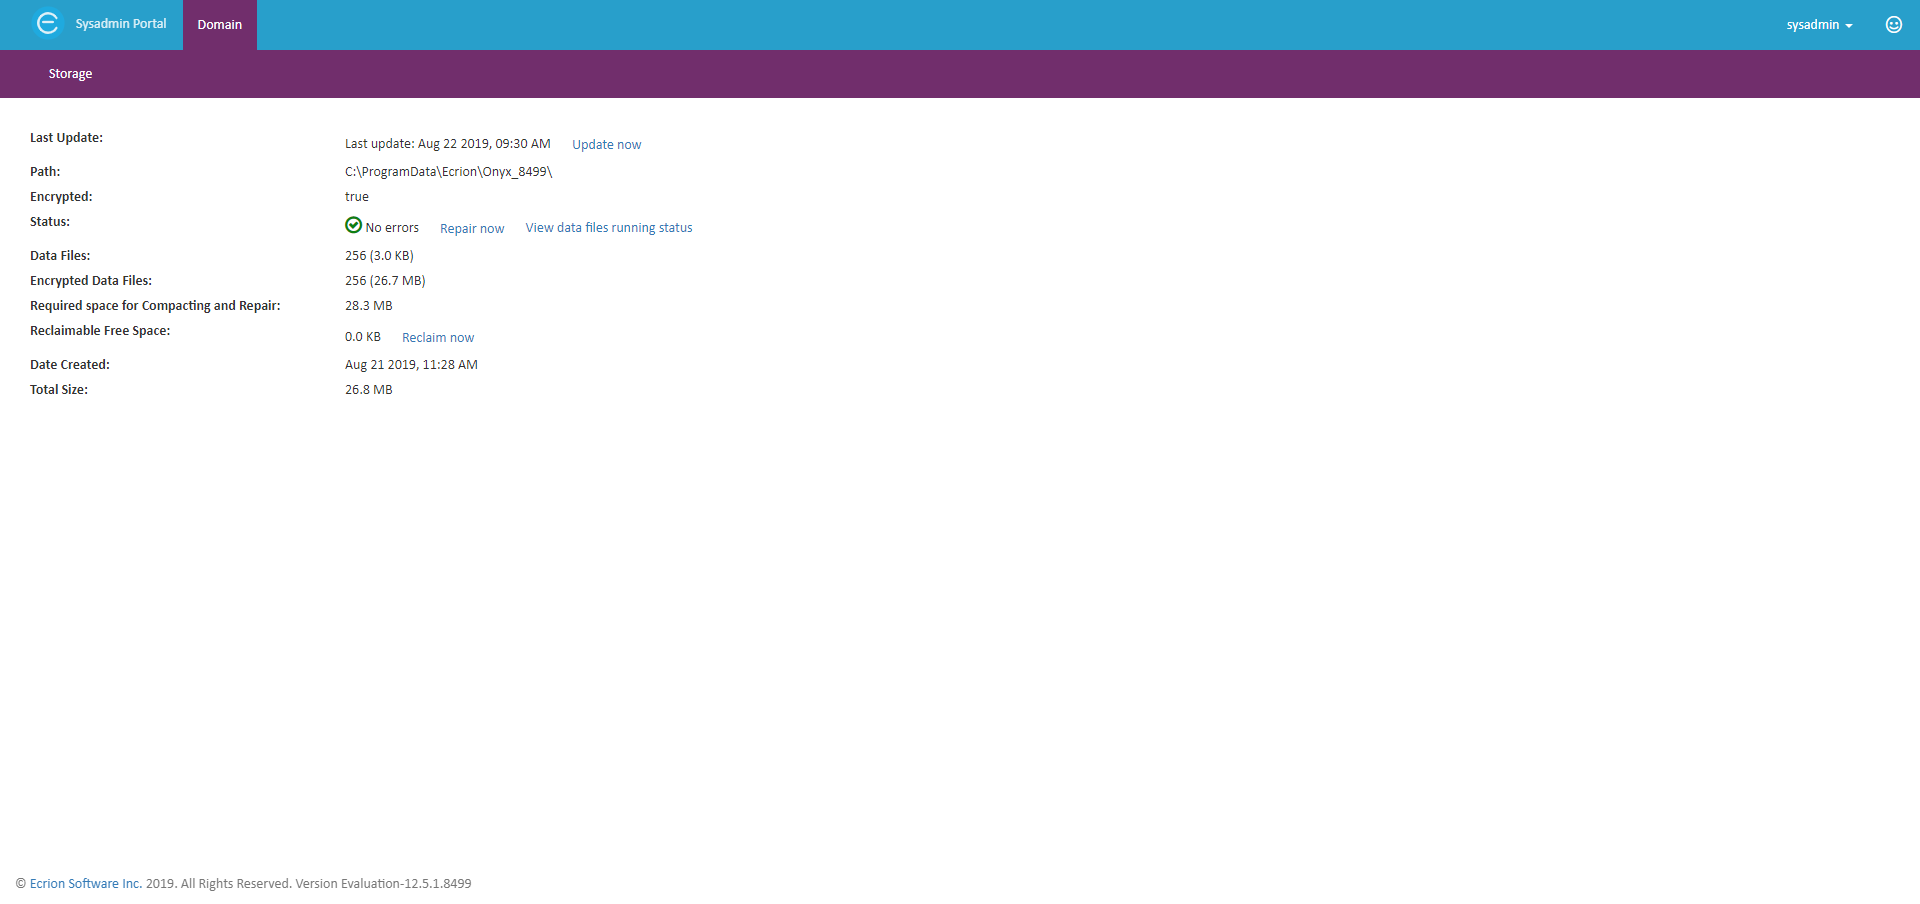 Sysadmin Portal Domain sysadmin
Storage
Last Update: Last update: Aug 22 2019, 09:30 AM Update now
Path: C:\ProgramData\Ecrion\Onyx_8499\
Encrypted: true
Status: No errors Repair now View data files running status
Data Files: 256 (3.0 KB)
Encrypted Data Files: 256 (26.7 MB)
Required space for Compacting and Repair: 28.3 MB
Reclaimable Free Space: 0.0 KB Reclaim now
Date Created: Aug 21 2019, 11:28 AM
Total Size: 26.8 MB
© Ecrion Software Inc. 2019. All Rights Reserved. Version Evaluation-12.5.1.8499